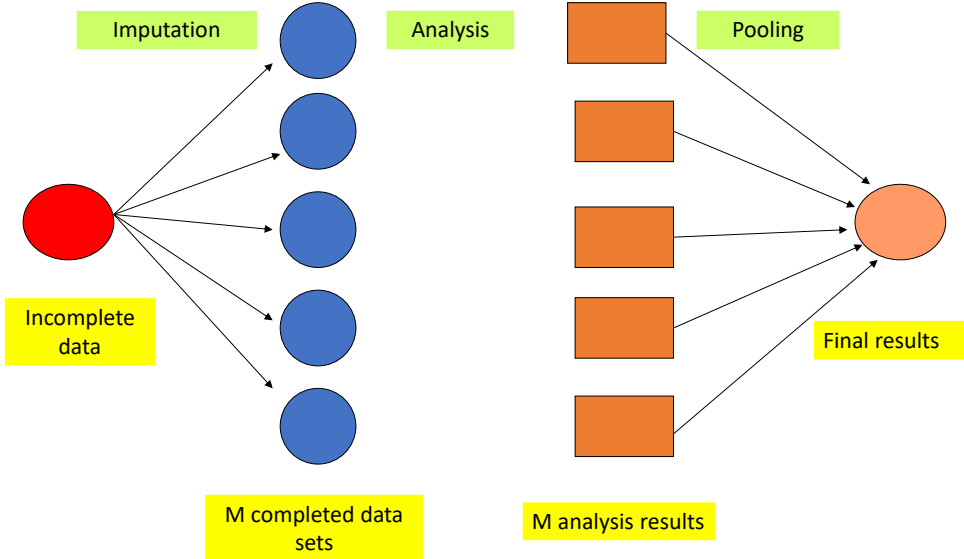 Imputation
Analysis
Pooling
Incomplete
data
Final results
M completed data
sets
M analysis results